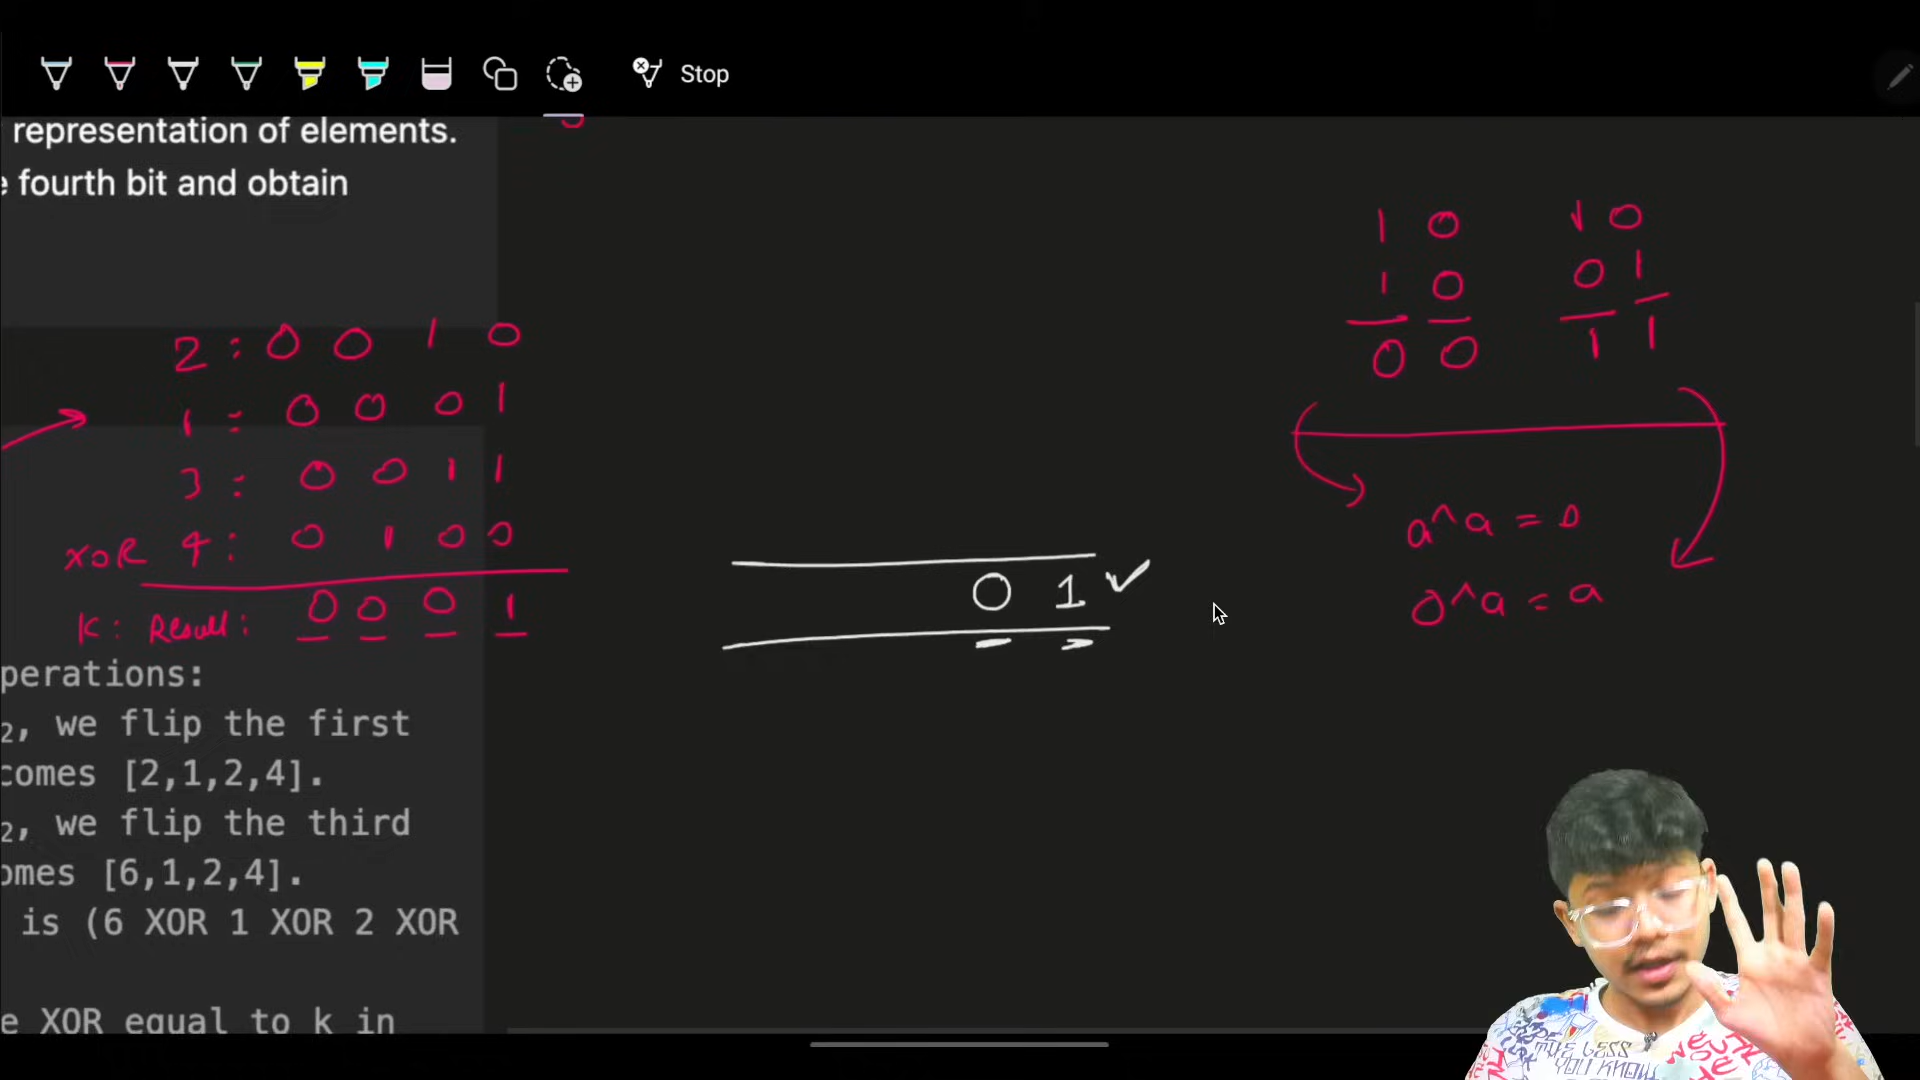 Stop
representation of elements.
e fourth bit and obtain
2 : 0 0 1 0
1 : 0 0 0 1
3 : 0 0 1 1
XOR 4 : 0 1 0 0
K : Result : 0 0 0 1
perations:
2, we flip the first
comes [2,1,2,4].
2, we flip the third
omes [6,1,2,4].
is (6 XOR 1 XOR 2 XOR
e XOR equal to k in
0 1 ✓
1 0 1 0
1 0 0 1
0 0 1 1
a^a = 0
0^a = a